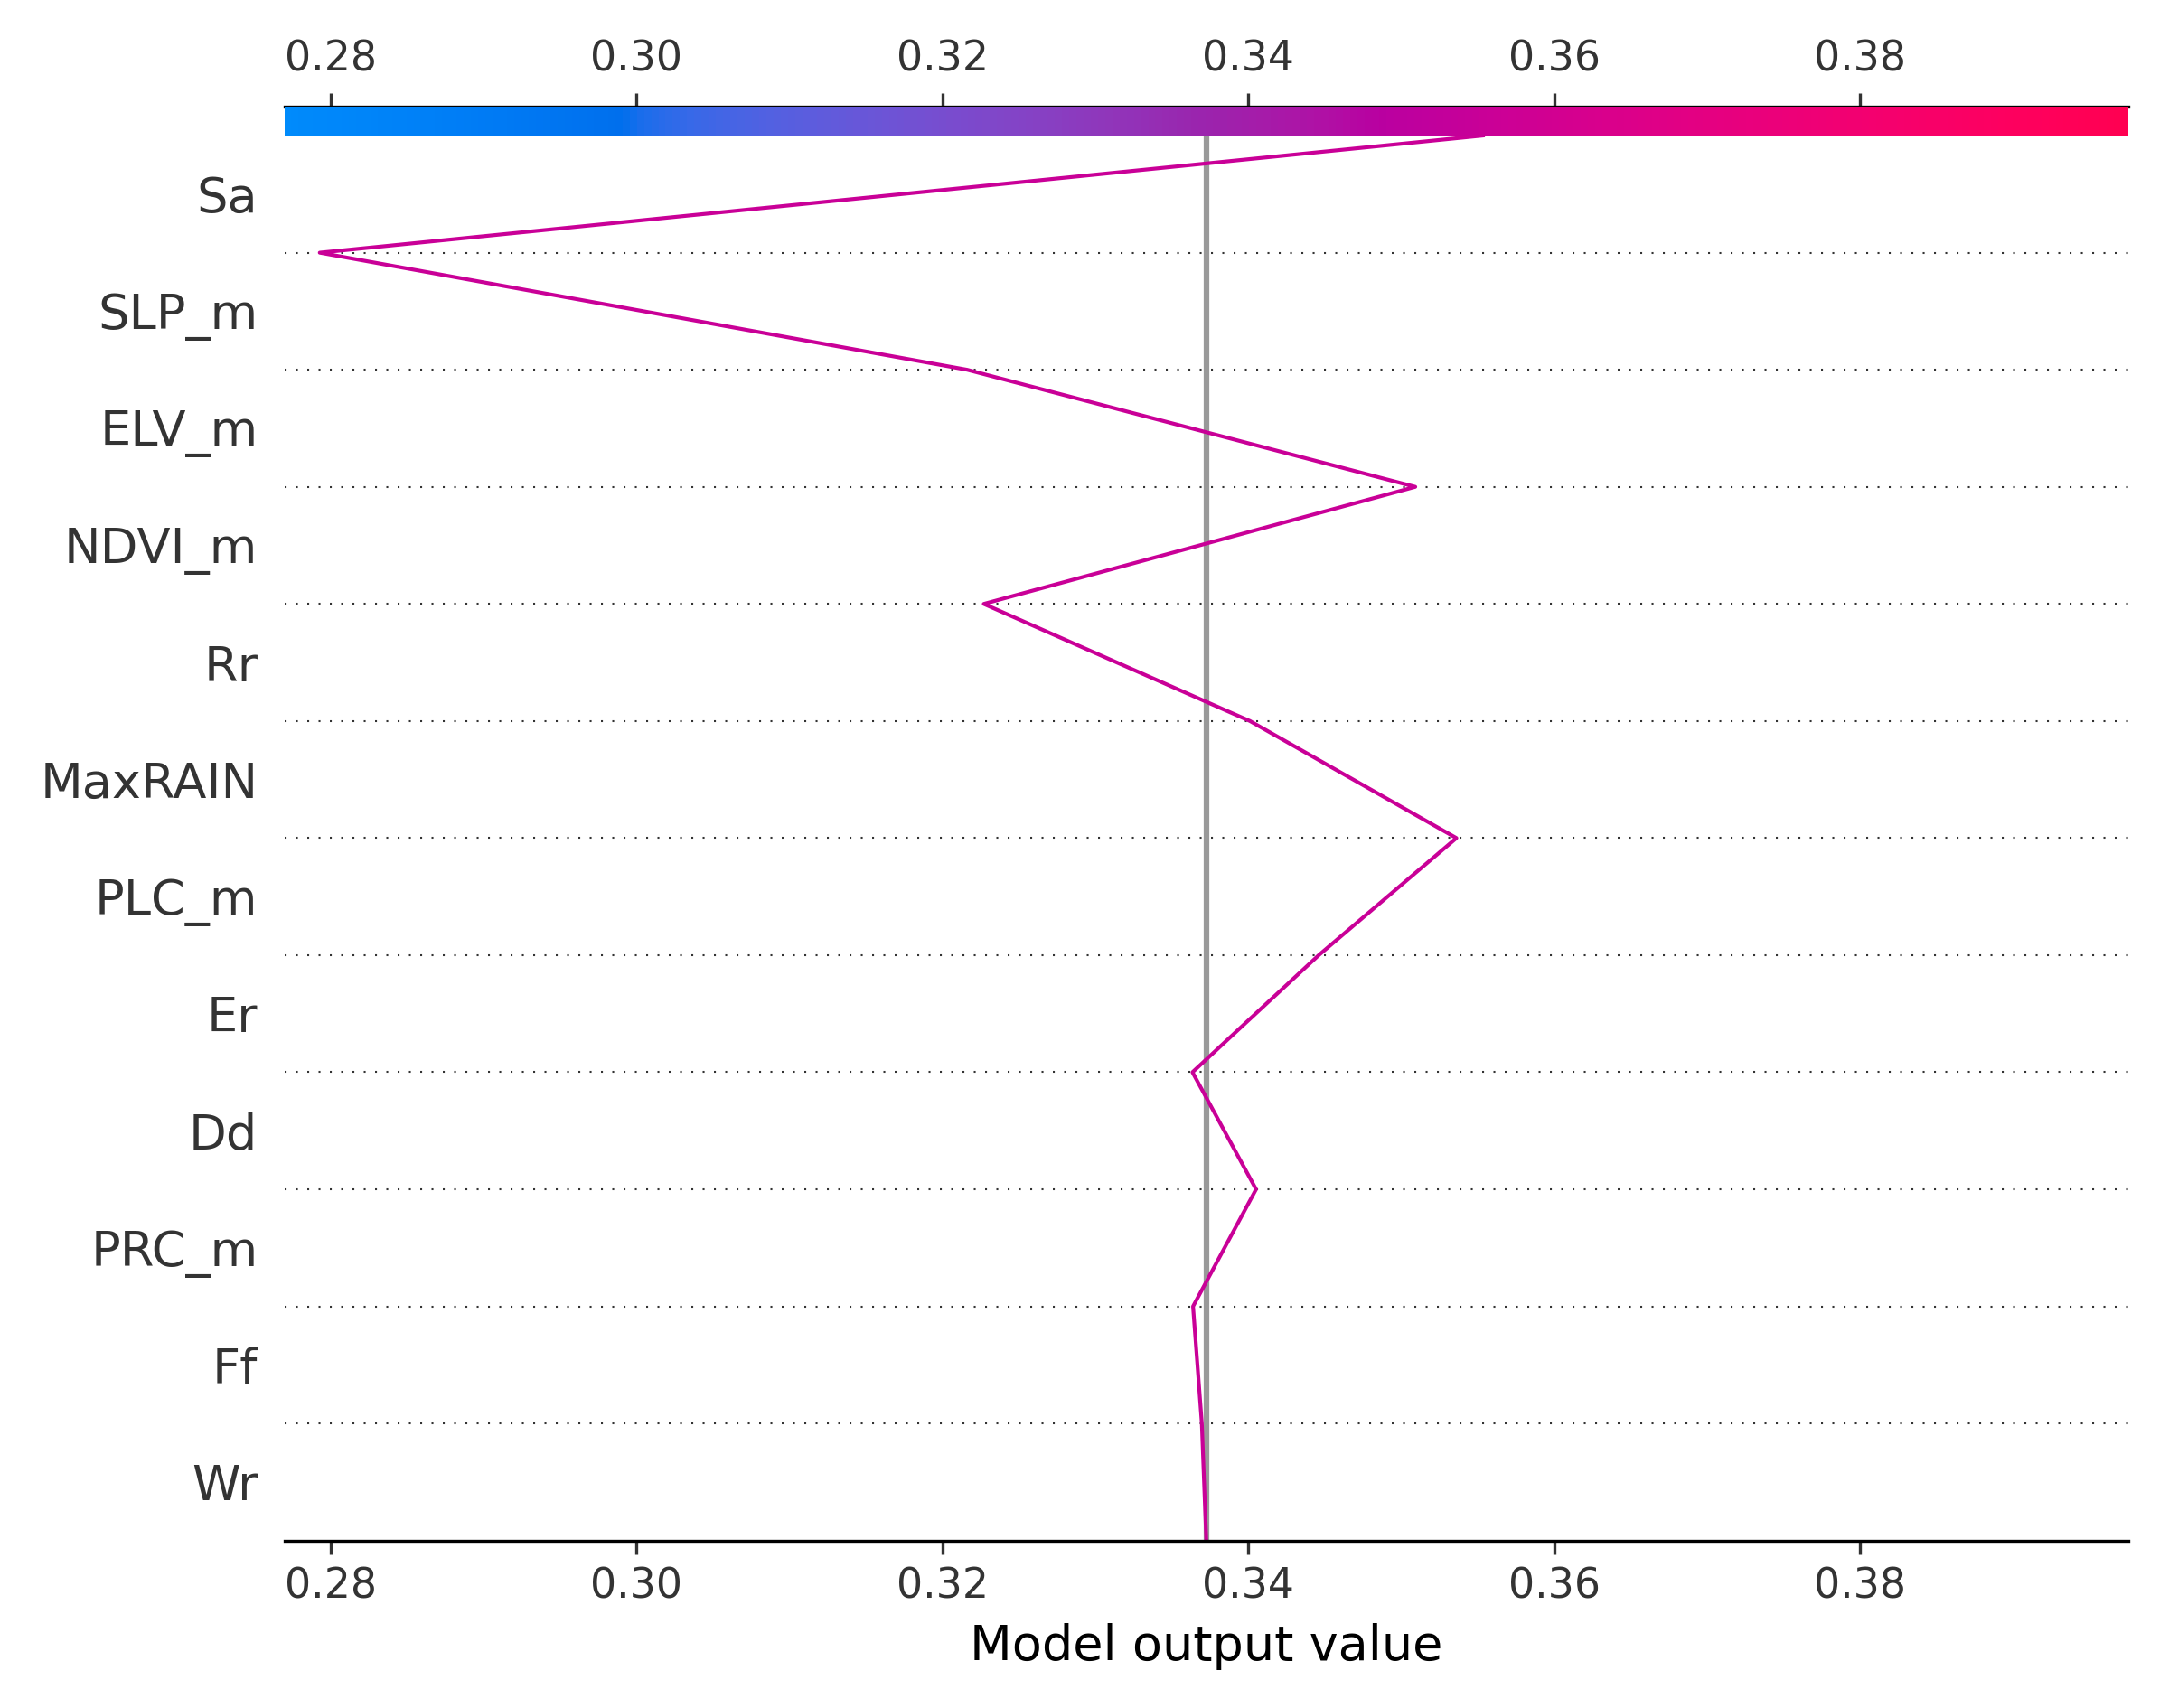 0.28 0.30 0.32 0.34 0.36 0.38
Sa
SLP_m
ELV_m
NDVI_m
Rr
MaxRAIN
PLC_m
Er
Dd
PRC_m
Ff
Wr
0.28 0.30 0.32 0.34 0.36 0.38
Model output value